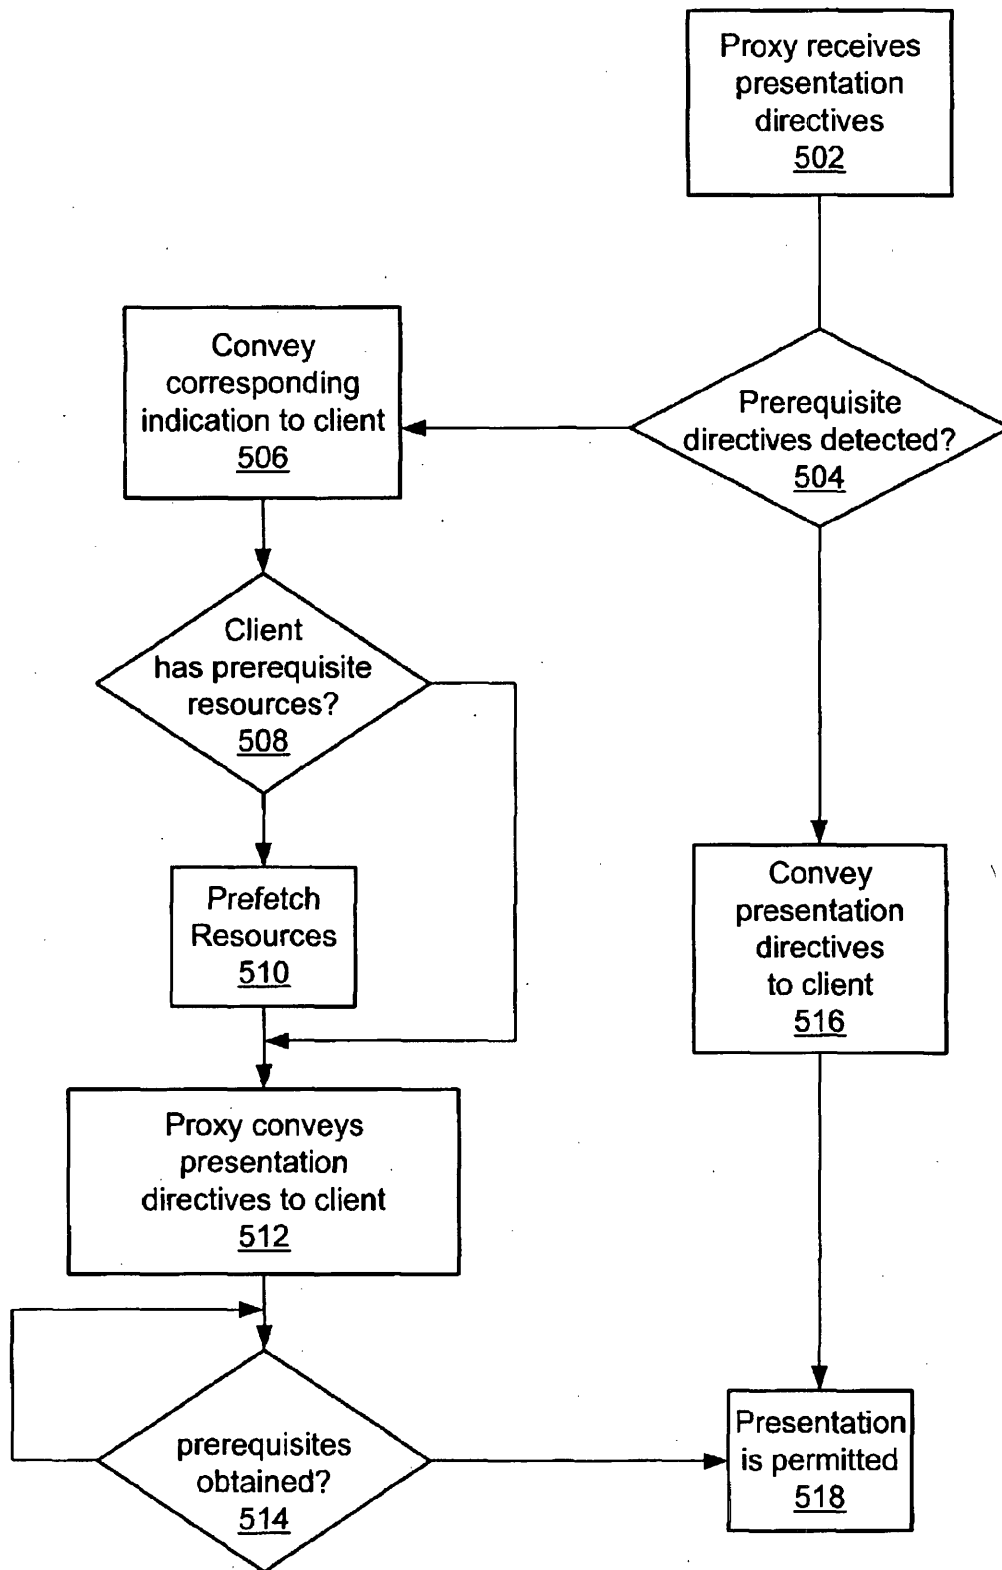 Proxy receives
presentation
directives
502
Prerequisite
directives detected?
504
Convey
corresponding
indication to client
506
Client
has prerequisite
resources?
508
Prefetch
Resources
510
Convey
presentation
directives
to client
516
Proxy conveys
presentation
directives to client
512
prerequisites
obtained?
514
Presentation
is permitted
518